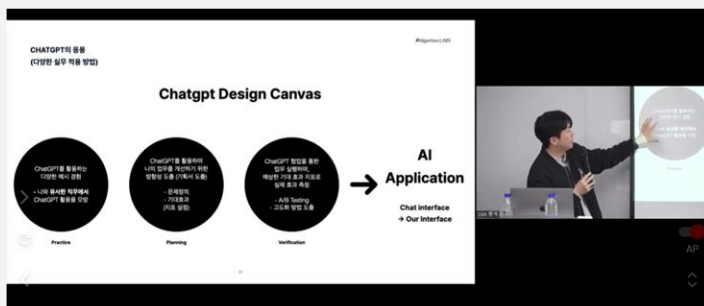 CHATGPT의 응용
(다양한 실무 적용 방법)
Chatgpt Design Canvas
ChatGPT를 활용하는
다양한 예시 경험
- 나와 유사한 직무에서
ChatGPT 활용을 모방
Practice
ChatGPT를 활용하여
나의 업무를 개선하기 위한
방향성 도출 (기획서 도출)
- 문제정의
- 기대효과
(지표 설정)
Planning
ChatGPT 협업을 통한
업무 실행하며,
예상한 기대 효과 지표로
실제 효과 측정
- A/B Testing
- 고도화 방법 도출
Verification
AI
Application
Chat interface
→ Our Interface
AP